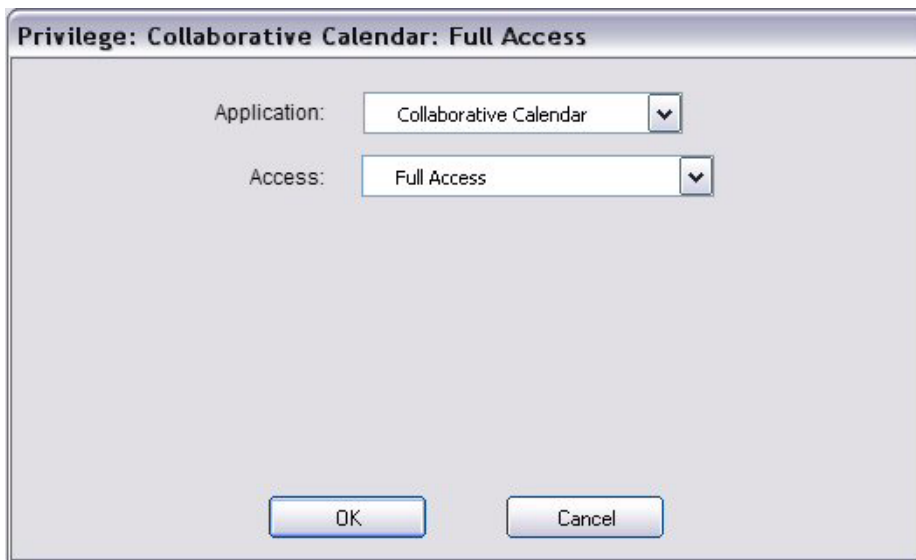 Privilege: Collaborative Calendar: Full Access
Application: Collaborative Calendar
Access: Full Access
OK Cancel